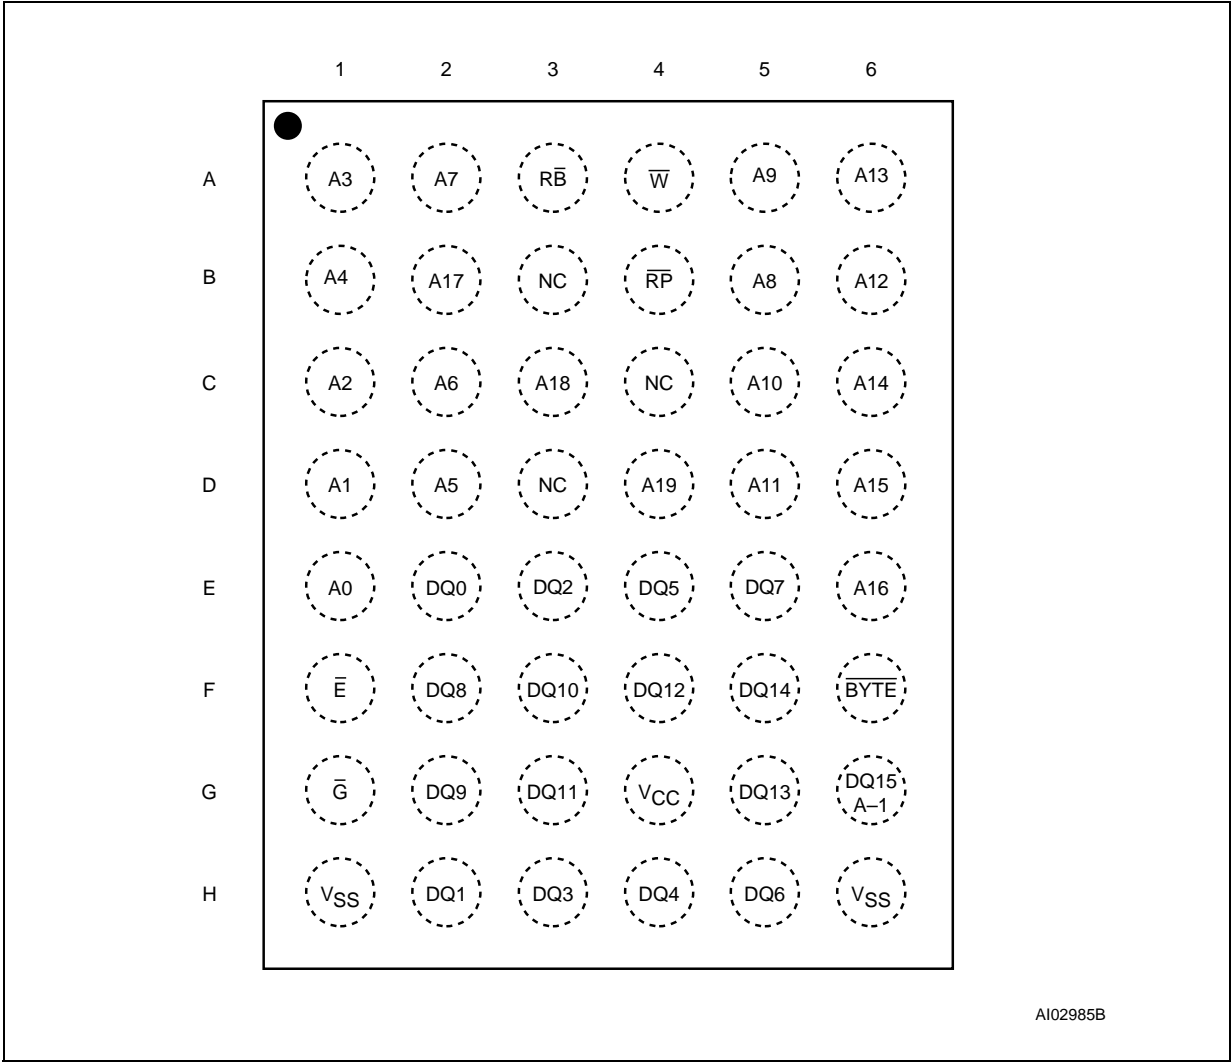 1 2 3 4 5 6
A A3 A7 RB̅ W̅ A9 A13
B A4 A17 NC R̅P̅ A8 A12
C A2 A6 A18 NC A10 A14
D A1 A5 NC A19 A11 A15
E A0 DQ0 DQ2 DQ5 DQ7 A16
F E̅ DQ8 DQ10 DQ12 DQ14 B̅Y̅T̅E̅
G G̅ DQ9 DQ11 VCC DQ13 DQ15
A–1
H VSS DQ1 DQ3 DQ4 DQ6 VSS
AI02985B